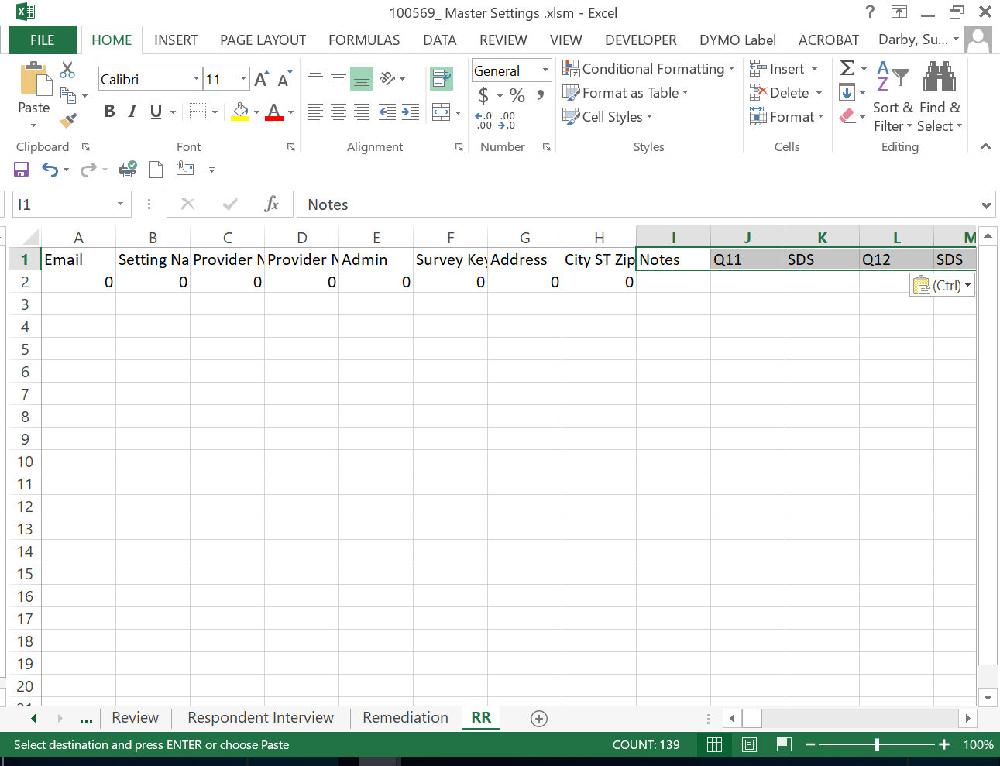 100569_ Master Settings .xlsm - Excel
?
FILE HOME INSERT PAGE LAYOUT FORMULAS DATA REVIEW VIEW DEVELOPER DYMO Label ACROBAT Darby, Su...
Paste
Calibri 11 A A
B I U A
General
$ % ,
.0 .00
.00 .0
Conditional Formatting
Format as Table
Cell Styles
Insert
Delete
Format
Σ
A
Z
Sort & Filter
Find & Select
Clipboard Font Alignment Number Styles Cells Editing
I1 fx Notes
A B C D E F G H I J K L M
1 Email Setting Na Provider N Provider N Admin Survey Key Address City ST Zip Notes Q11 SDS Q12 SDS
2 0 0 0 0 0 0 0 0
(Ctrl)
3
4
5
6
7
8
9
10
11
12
13
14
15
16
17
18
19
20
21
... Review Respondent Interview Remediation RR
Select destination and press ENTER or choose Paste COUNT: 139 100%